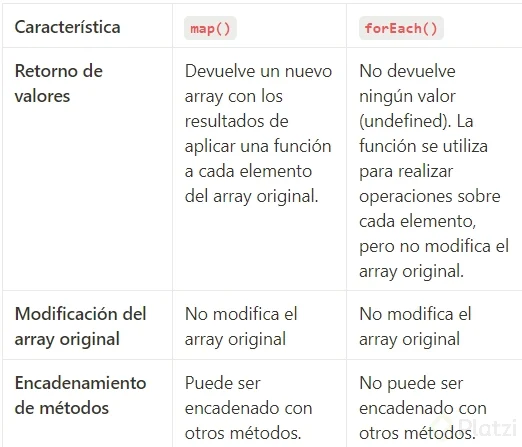 Característica map() forEach()
Retorno de Devuelve un nuevo No devuelve
valores array con los ningún valor
resultados de (undefined). La
aplicar una función función se utiliza
a cada elemento para realizar
del array original. operaciones sobre
cada elemento,
pero no modifica el
array original.
Modificación del No modifica el No modifica el
array original array original array original
Encadenamiento Puede ser No puede ser
de métodos encadenado con encadenado con
otros métodos. otros métodos.
Platzi